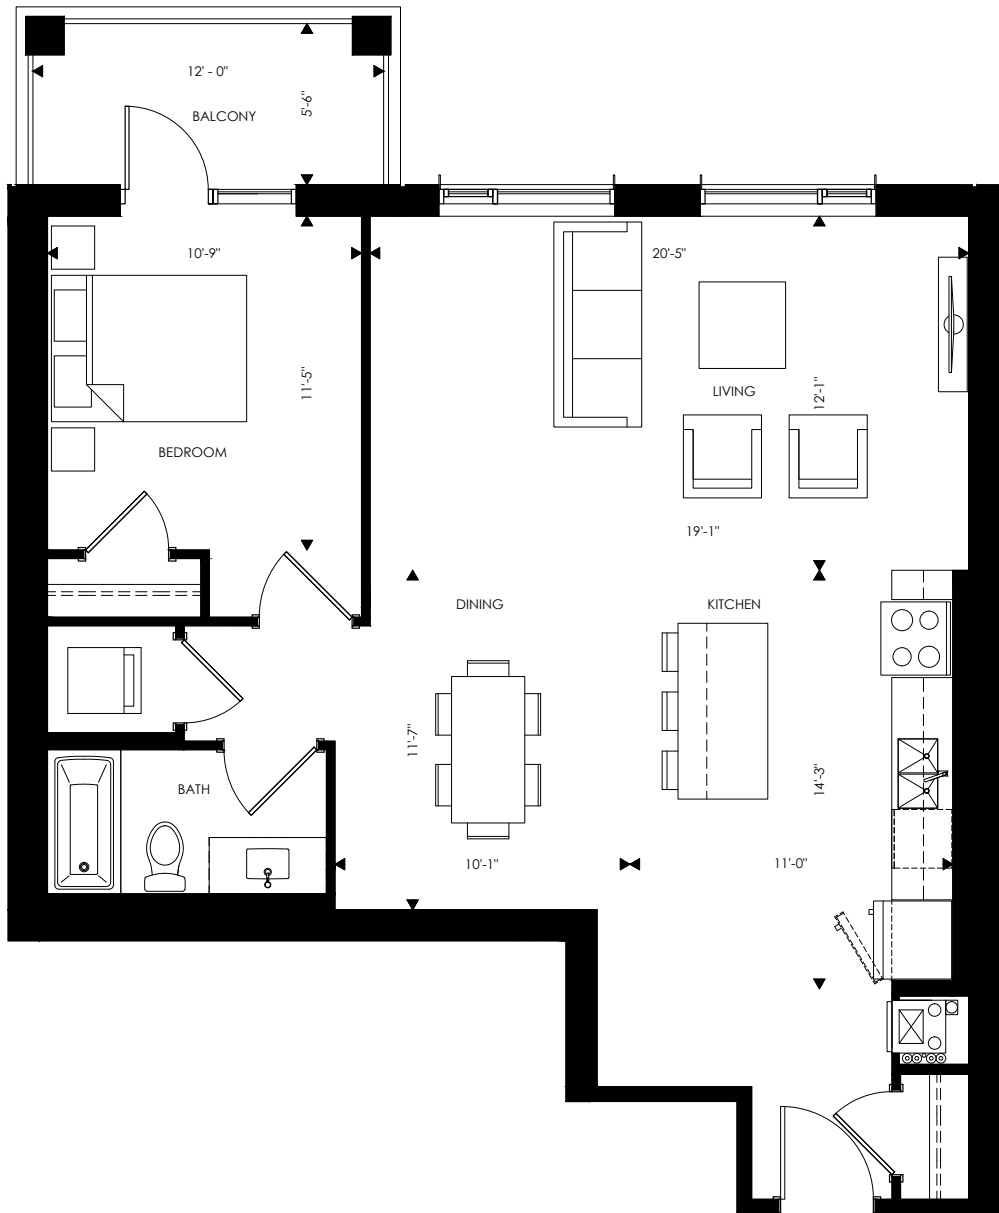 12' - 0"
5'-6"
BALCONY
10'-9"
20'-5"
11'-5"
LIVING
12'-1"
BEDROOM
19'-1"
DINING
KITCHEN
11'-7"
14'-3"
BATH
10'-1"
11'-0"